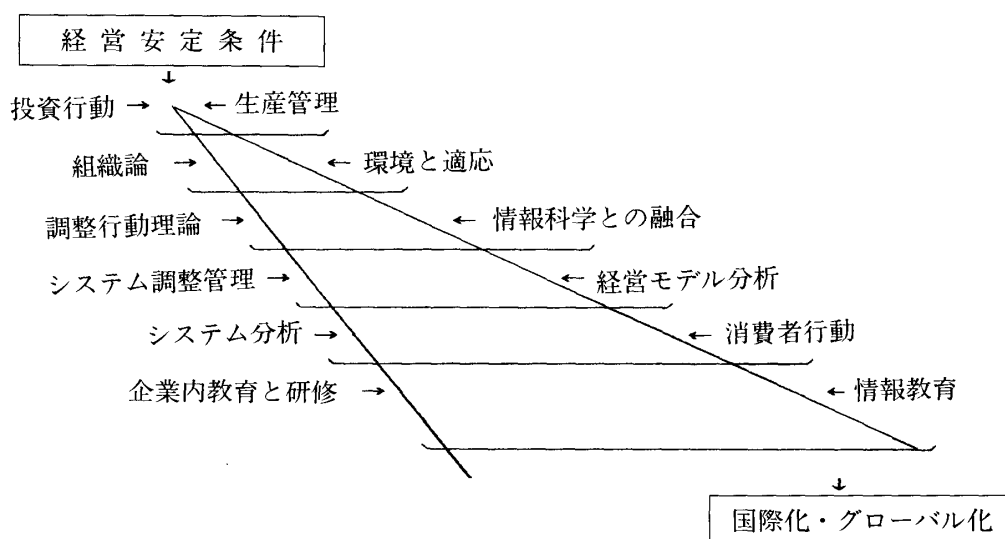 経営安定条件
↓
投資行動 → ← 生産管理
組織論 → ← 環境と適応
調整行動理論 → ← 情報科学との融合
システム調整管理 → ← 経営モデル分析
システム分析 → ← 消費者行動
企業内教育と研修 → ← 情報教育
↓
国際化・グローバル化